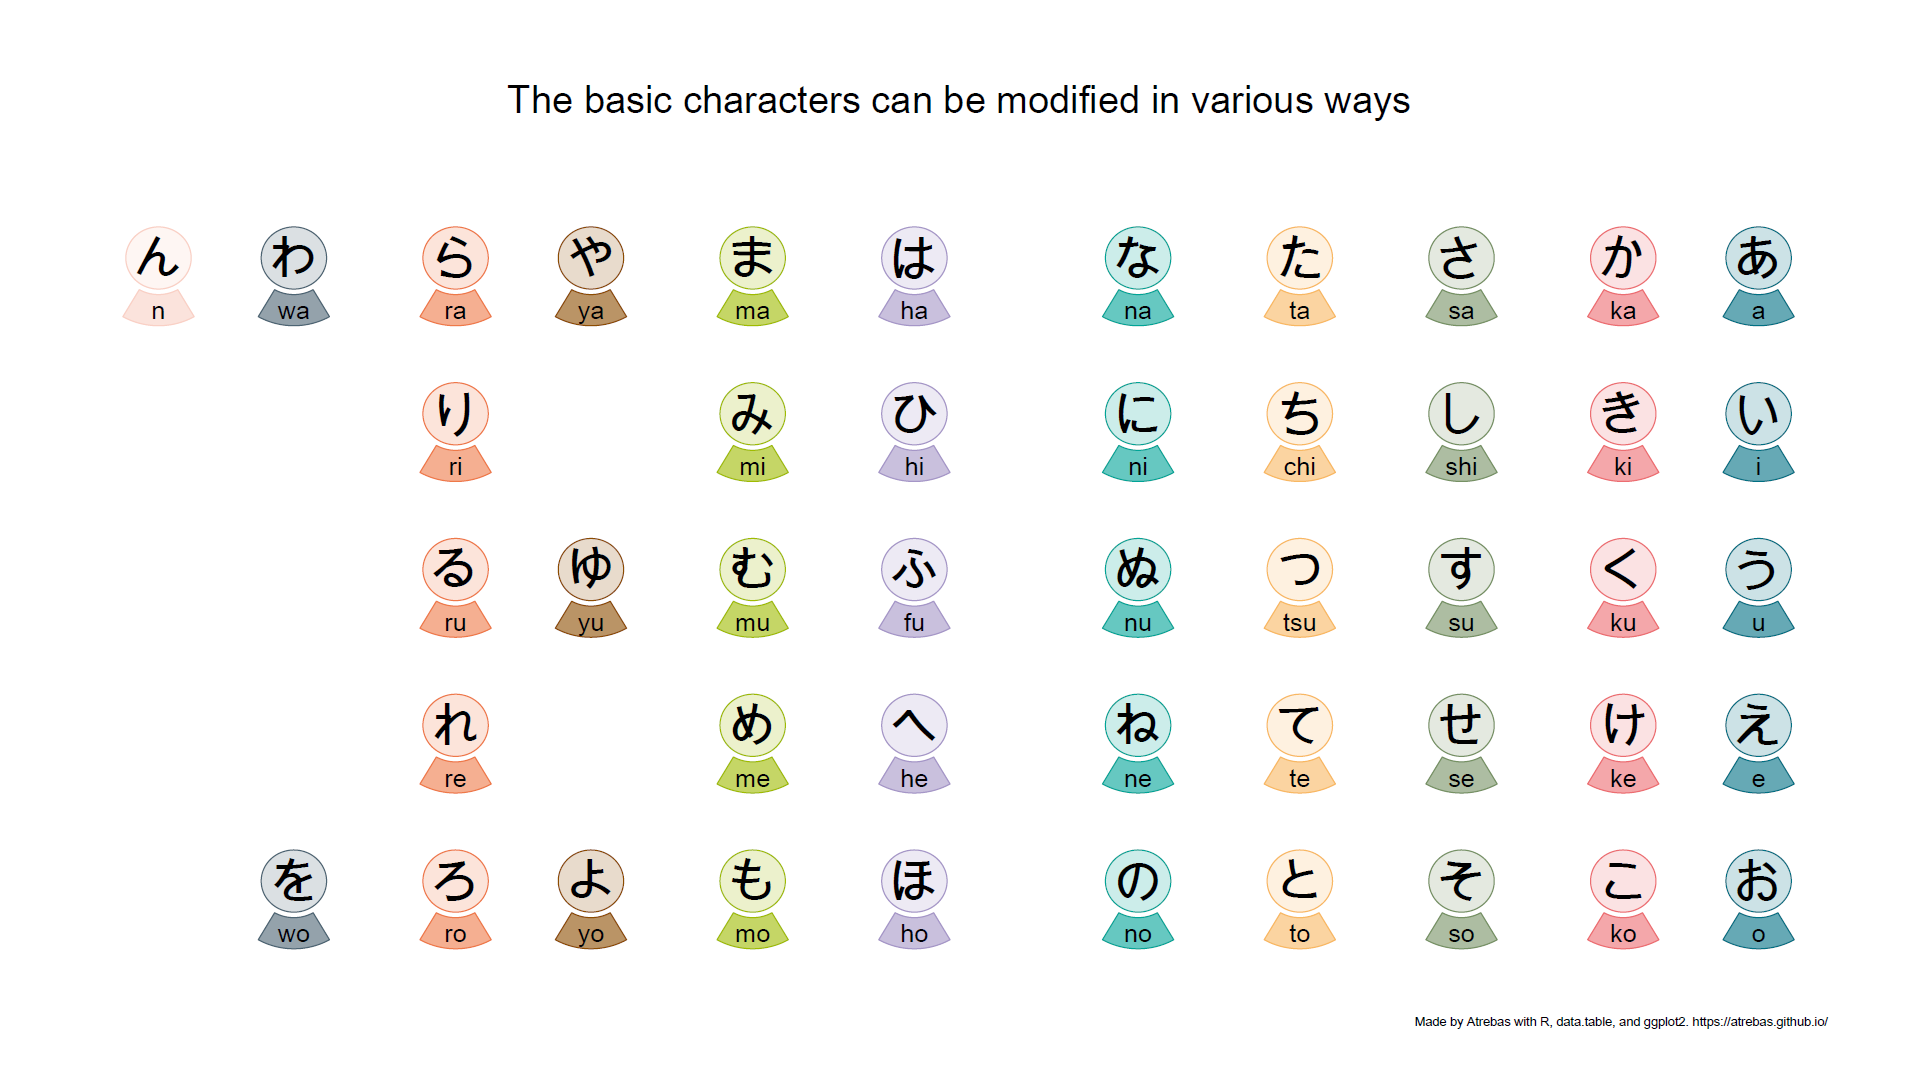 The basic characters can be modified in various ways
ん わ ら や ま は な た さ か あ
n wa ra ya ma ha na ta sa ka a
り み ひ に ち し き い
ri mi hi ni chi shi ki i
る ゆ む ふ ぬ つ す く う
ru yu mu fu nu tsu su ku u
れ め へ ね て せ け え
re me he ne te se ke e
を ろ よ も ほ の と そ こ お
wo ro yo mo ho no to so ko o
Made by Atrebas with R, data.table, and ggplot2. https://atrebas.github.io/